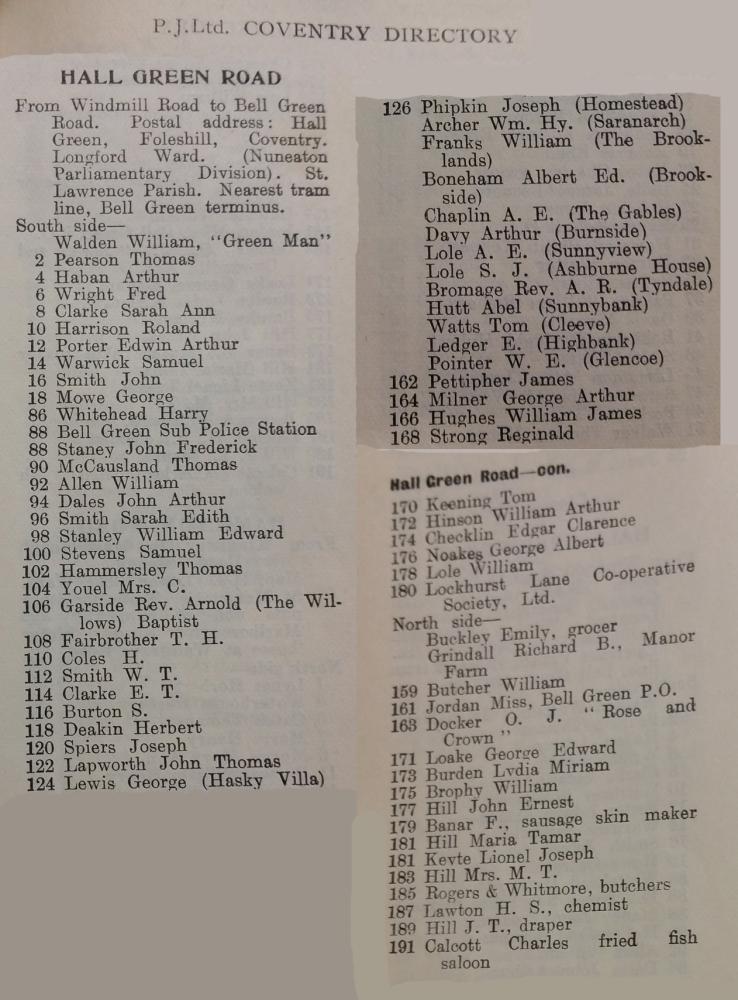 P.J.Ltd. COVENTRY DIRECTORY
HALL GREEN ROAD
From Windmill Road to Bell Green
Road. Postal address: Hall
Green, Foleshill, Coventry.
Longford Ward. (Nuneaton
Parliamentary Division). St.
Lawrence Parish. Nearest tram
line, Bell Green terminus.
South side—
Walden William, "Green Man"
2 Pearson Thomas
4 Haban Arthur
6 Wright Fred
8 Clarke Sarah Ann
10 Harrison Roland
12 Porter Edwin Arthur
14 Warwick Samuel
16 Smith John
18 Mowe George
86 Whitehead Harry
88 Bell Green Sub Police Station
88 Staney John Frederick
90 McCausland Thomas
92 Allen William
94 Dales John Arthur
96 Smith Sarah Edith
98 Stanley William Edward
100 Stevens Samuel
102 Hammersley Thomas
104 Youel Mrs. C.
106 Garside Rev. Arnold (The Wil-
lows) Baptist
108 Fairbrother T. H.
110 Coles H.
112 Smith W. T.
114 Clarke E. T.
116 Burton S.
118 Deakin Herbert
120 Spiers Joseph
122 Lapworth John Thomas
124 Lewis George (Hasky Villa)
126 Phipkin Joseph (Homestead)
Archer Wm. Hy. (Saranarch)
Franks William (The Brook-
lands)
Boneham Albert Ed. (Brook-
side)
Chaplin A. E. (The Gables)
Davy Arthur (Burnside)
Lole A. E. (Sunnyview)
Lole S. J. (Ashburne House)
Bromage Rev. A. R. (Tyndale)
Hutt Abel (Sunnybank)
Watts Tom (Cleeve)
Ledger E. (Highbank)
Pointer W. E. (Glencoe)
162 Pettipher James
164 Milner George Arthur
166 Hughes William James
168 Strong Reginald
Hall Green Road—con.
170 Keening Tom
172 Hinson William Arthur
174 Checklin Edgar Clarence
176 Noakes George Albert
178 Lole William
180 Lockhurst Lane Co-operative
Society, Ltd.
North side—
Buckley Emily, grocer
Grindall Richard B., Manor
Farm
159 Butcher William
161 Jordan Miss, Bell Green P.O.
163 Docker O. J. "Rose and
Crown"
171 Loake George Edward
173 Burden Lydia Miriam
175 Brophy William
177 Hill John Ernest
179 Banar F., sausage skin maker
181 Hill Maria Tamar
181 Kevte Lionel Joseph
183 Hill Mrs. M. T.
185 Rogers & Whitmore, butchers
187 Lawton H. S., chemist
189 Hill J. T., draper
191 Calcott Charles fried fish
saloon